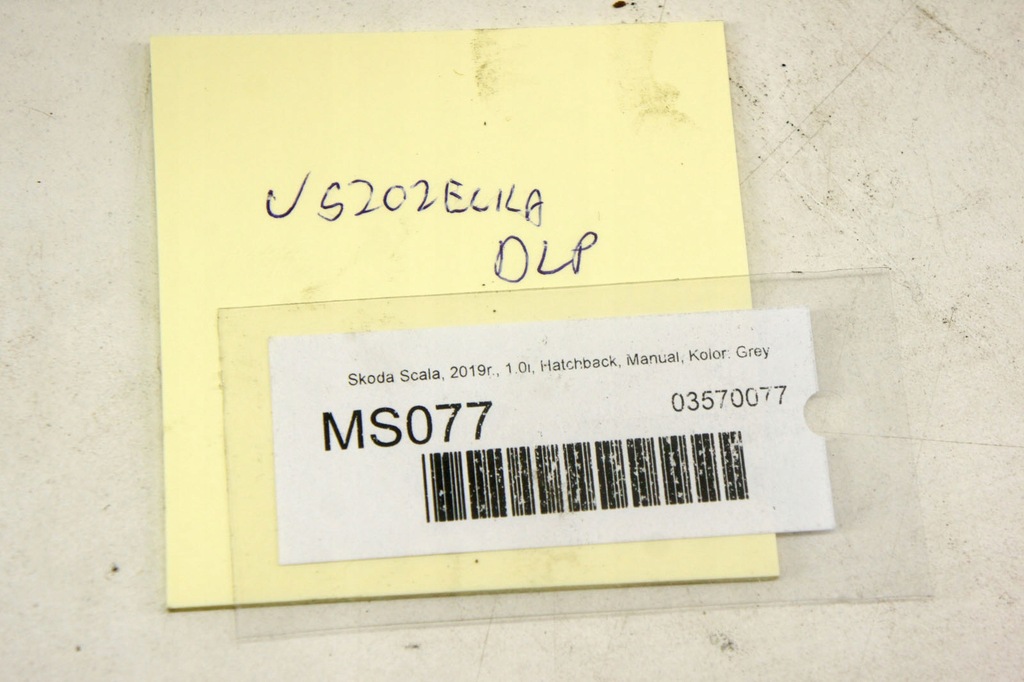 USZCZELKA
DLP
Skoda Scala, 2019r., 1.0i, Hatchback, Manual, Kolor: Grey
MS077
03570077